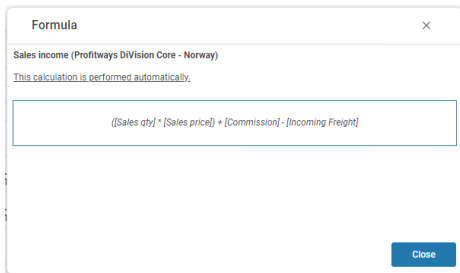 Formula
Sales income (Profitways DiVision Core - Norway)
This calculation is performed automatically.
([Sales qty] * [Sales price]) + [Commission] - [Incoming Freight]
Close